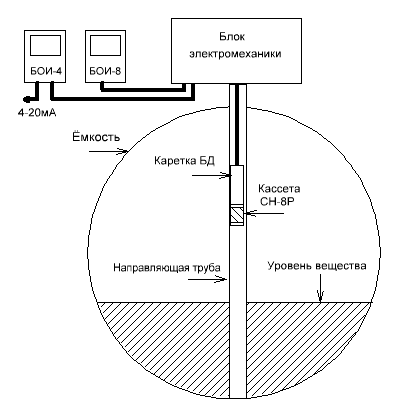 Блок
электромеханики
БОИ-4
БОИ-8
4-20мА
Ёмкость
Каретка БД
Кассета
СН-8Р
Направляющая труба
Уровень вещества